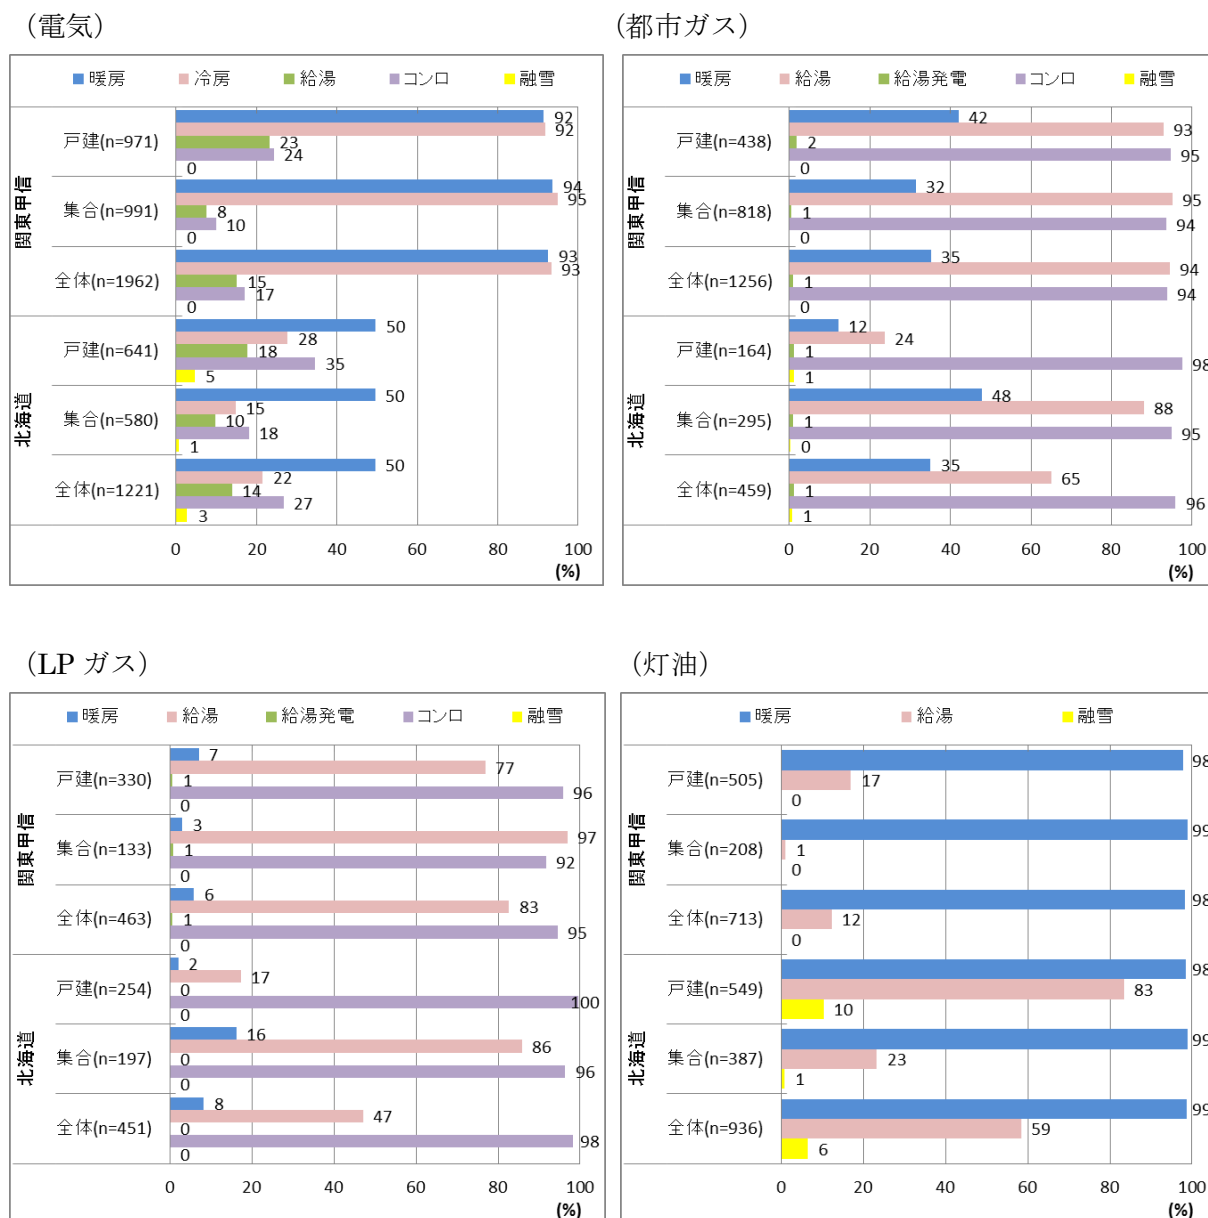 （電気）
■暖房 ■冷房 ■給湯 ■コンロ ■融雪
関東甲信
戸建(n=971) 92 92 23 24 0
集合(n=991) 94 95 8 10 0
全体(n=1962) 93 93 15 17 0
北海道
戸建(n=641) 50 28 18 35 5
集合(n=580) 50 15 10 18 1
全体(n=1221) 50 22 14 27 3
0 20 40 60 80 100
(%)
（都市ガス）
■暖房 ■給湯 ■給湯発電 ■コンロ ■融雪
関東甲信
戸建(n=438) 42 93 2 95 0
集合(n=818) 32 95 1 94 0
全体(n=1256) 35 94 1 94 0
北海道
戸建(n=164) 12 24 1 98 1
集合(n=295) 48 88 1 95 0
全体(n=459) 35 65 1 96 1
0 20 40 60 80 100
(%)
（LP ガス）
■暖房 ■給湯 ■給湯発電 ■コンロ ■融雪
関東甲信
戸建(n=330) 7 77 1 96 0
集合(n=133) 3 97 1 92 0
全体(n=463) 6 83 1 95 0
北海道
戸建(n=254) 2 17 0 100 0
集合(n=197) 16 86 0 96 0
全体(n=451) 8 47 0 98 0
0 20 40 60 80 100
(%)
（灯油）
■暖房 ■給湯 ■融雪
関東甲信
戸建(n=505) 98 17 0
集合(n=208) 99 1 0
全体(n=713) 98 12 0
北海道
戸建(n=549) 98 83 10
集合(n=387) 99 23 1
全体(n=936) 99 59 6
0 20 40 60 80 100
(%)